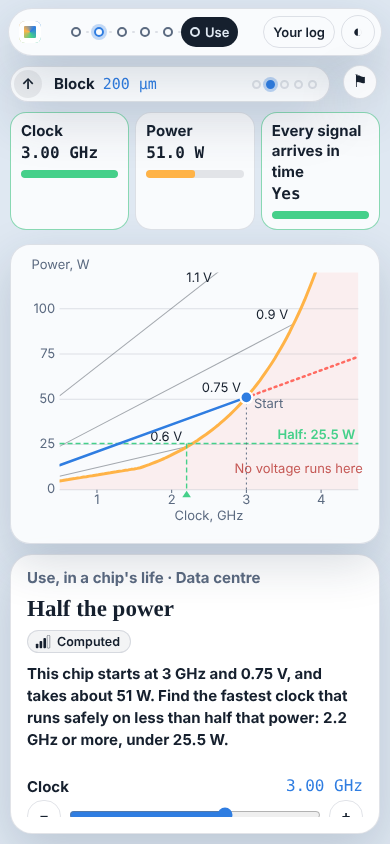 Use
Your log
Block 200 µm
Clock
3.00 GHz
Power
51.0 W
Every signal
arrives in
time
Yes
Power, W
1.1 V
100
0.9 V
75
0.75 V
50
Start
0.6 V
Half: 25.5 W
25
No voltage runs here
0
1
2
3
4
Clock, GHz
Use, in a chip's life · Data centre
Half the power
Computed
This chip starts at 3 GHz and 0.75 V, and
takes about 51 W. Find the fastest clock that
runs safely on less than half that power: 2.2
GHz or more, under 25.5 W.
Clock
3.00 GHz